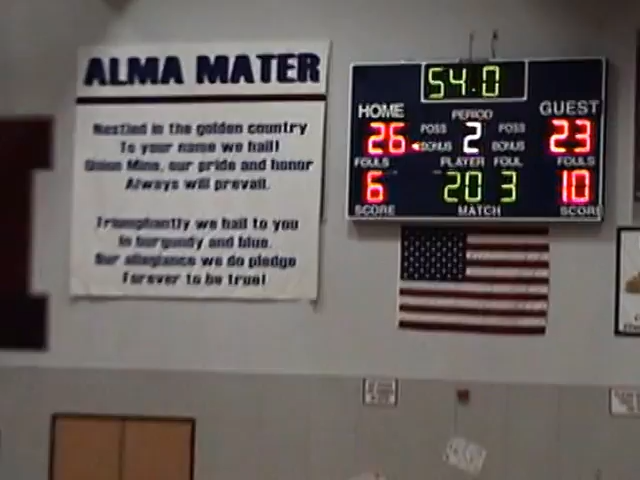 ALMA MATER
Nestled in the golden country
To your name we hail!
Union Mine, our pride and honor
Always will prevail.
Triumphantly we hail to you
In burgundy and blue.
Our allegiance we do pledge
Forever to be true!
54.0
HOME PERIOD GUEST
26 POSS 2 POSS 23
BONUS BONUS
FOULS PLAYER FOUL FOULS
6 20 3 10
SCORE MATCH SCORE